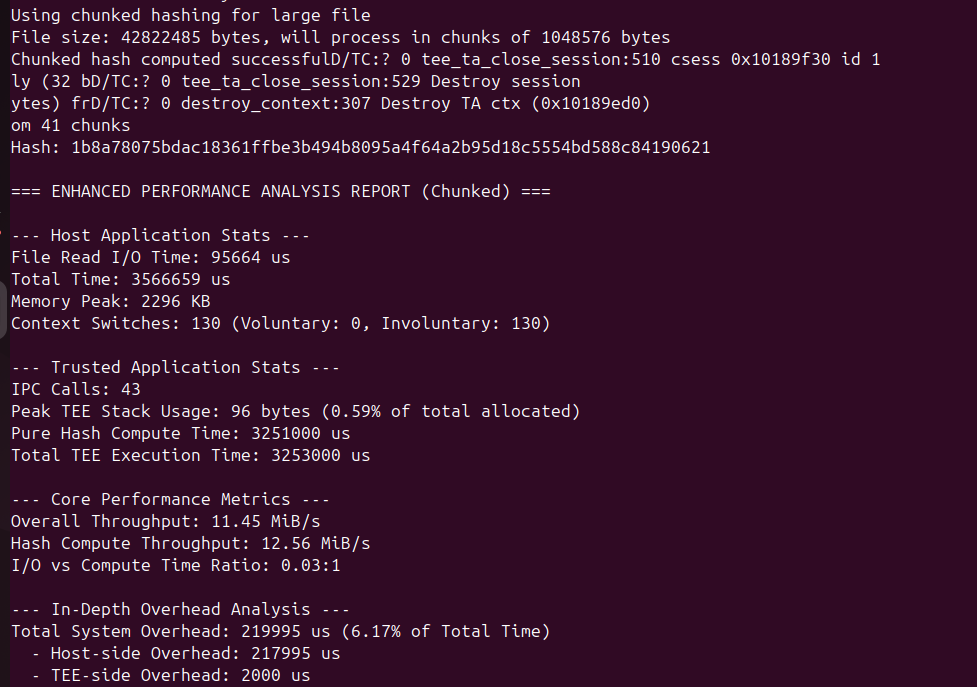 Using chunked hashing for large file
File size: 42822485 bytes, will process in chunks of 1048576 bytes
Chunked hash computed successfulD/TC:? 0 tee_ta_close_session:510 csess 0x10189f30 id 1
ly (32 bD/TC:? 0 tee_ta_close_session:529 Destroy session
ytes) frD/TC:? 0 destroy_context:307 Destroy TA ctx (0x10189ed0)
om 41 chunks
Hash: 1b8a78075bdac18361ffbe3b494b8095a4f64a2b95d18c5554bd588c84190621

=== ENHANCED PERFORMANCE ANALYSIS REPORT (Chunked) ===

--- Host Application Stats ---
File Read I/O Time: 95664 us
Total Time: 3566659 us
Memory Peak: 2296 KB
Context Switches: 130 (Voluntary: 0, Involuntary: 130)

--- Trusted Application Stats ---
IPC Calls: 43
Peak TEE Stack Usage: 96 bytes (0.59% of total allocated)
Pure Hash Compute Time: 3251000 us
Total TEE Execution Time: 3253000 us

--- Core Performance Metrics ---
Overall Throughput: 11.45 MiB/s
Hash Compute Throughput: 12.56 MiB/s
I/O vs Compute Time Ratio: 0.03:1

--- In-Depth Overhead Analysis ---
Total System Overhead: 219995 us (6.17% of Total Time)
  - Host-side Overhead: 217995 us
  - TEE-side Overhead: 2000 us